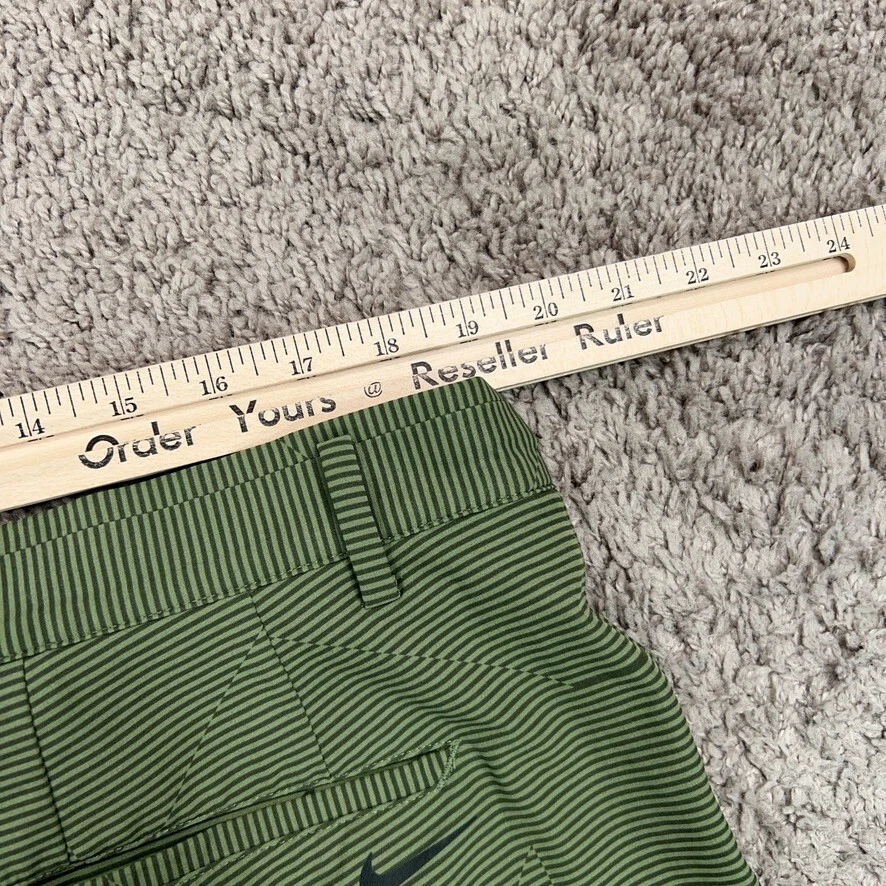 14 15 16 17 18 19 20 21 22 23 24
Order Yours @ Reseller Ruler